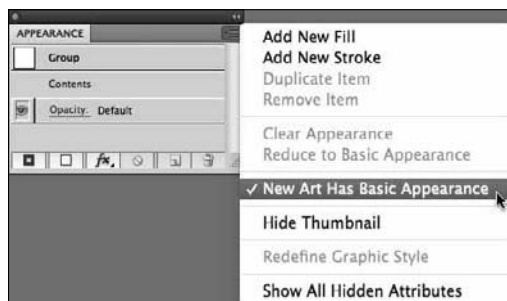 APPEARANCE
Group
Contents
Opacity: Default
fx.
Add New Fill
Add New Stroke
Duplicate Item
Remove Item
Clear Appearance
Reduce to Basic Appearance
✓ New Art Has Basic Appearance
Hide Thumbnail
Redefine Graphic Style
Show All Hidden Attributes